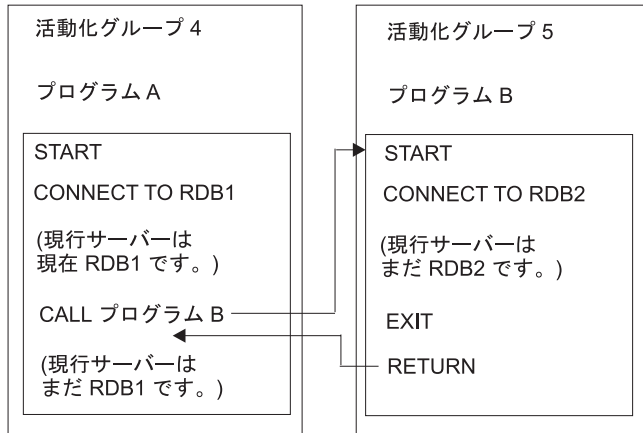 活動化グループ 4
プログラム A
START
CONNECT TO RDB1
(現行サーバーは
現在 RDB1 です。)
CALL プログラム B
(現行サーバーは
まだ RDB1 です。)
活動化グループ 5
プログラム B
START
CONNECT TO RDB2
(現行サーバーは
まだ RDB2 です。)
EXIT
RETURN